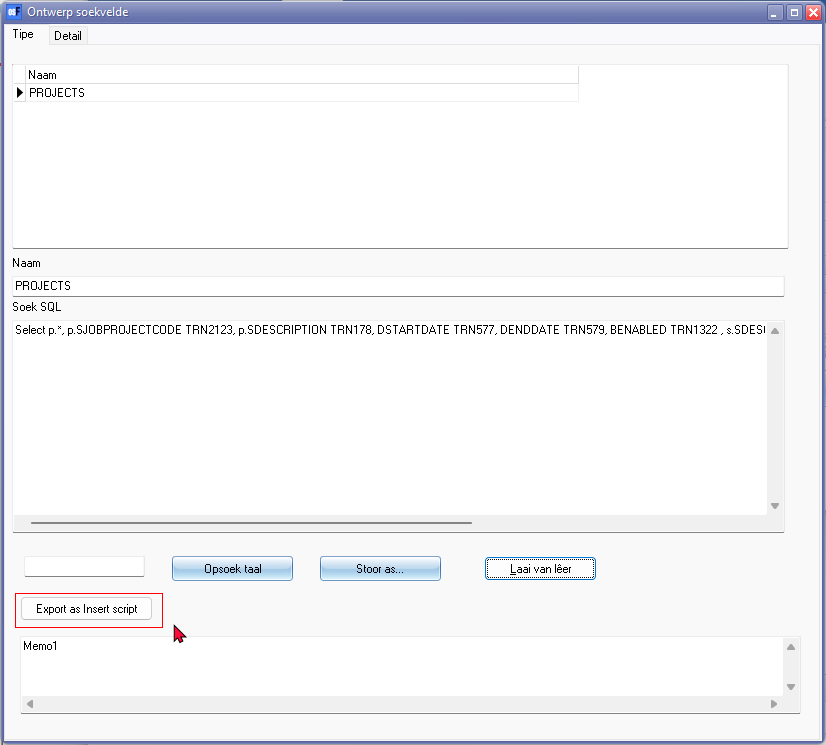 Ontwerp soekvelde
Tipe Detail
Naam
PROJECTS
Naam
PROJECTS
Soek SQL
Select p.*, p.SJOBPROJECTCODE TRN2123, p.SDESCRIPTION TRN178, DSTARTDATE TRN577, DENDDATE TRN579, BENABLED TRN1322 , s.SDES
Opsoek taal Stoor as... Laai van lêer
Export as Insert script
Memo1